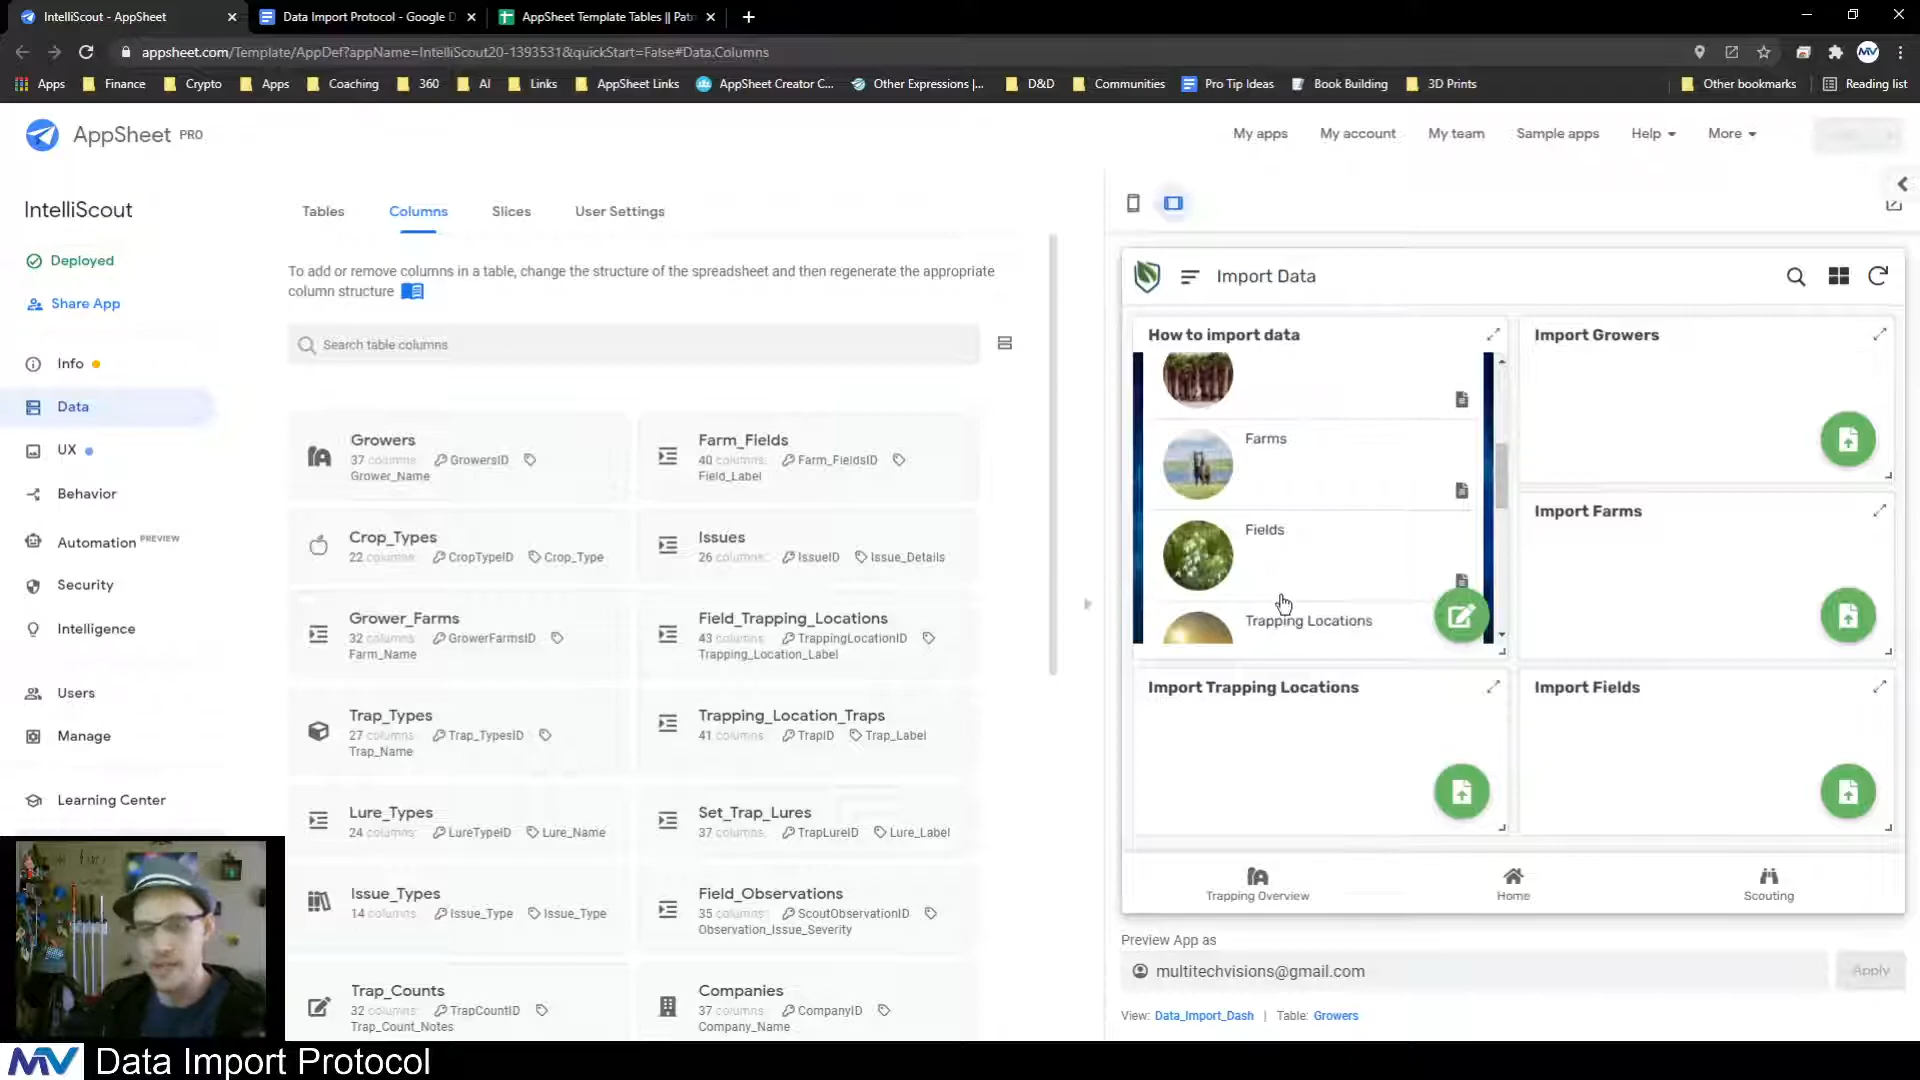 IntelliScout - AppSheet
Data Import Protocol - Google D
AppSheet Template Tables || Pat
appsheet.com/Template/AppDef?appName=IntelliScout20-1393531&quickStart=False#Data.Columns
Apps
Finance
Crypto
Apps
Coaching
360
AI
Links
AppSheet Links
AppSheet Creator C...
Other Expressions |...
D&D
Communities
Pro Tip Ideas
Book Building
3D Prints
Other bookmarks
Reading list
AppSheet PRO
My apps
My account
My team
Sample apps
Help
More
IntelliScout
Deployed
Share App
Info
Data
UX
Behavior
Automation PREVIEW
Security
Intelligence
Users
Manage
Learning Center
Tables
Columns
Slices
User Settings
To add or remove columns in a table, change the structure of the spreadsheet and then regenerate the appropriate
column structure
Search table columns
Growers
37 columns: GrowersID
Grower_Name
Farm_Fields
40 columns: Farm_FieldsID
Field_Label
Crop_Types
22 columns: CropTypeID Crop_Type
Issues
26 columns: IssueID Issue_Details
Grower_Farms
32 columns: GrowerFarmsID
Farm_Name
Field_Trapping_Locations
43 columns: TrappingLocationID
Trapping_Location_Label
Trap_Types
27 columns: Trap_TypesID
Trap_Name
Trapping_Location_Traps
41 columns: TrapID Trap_Label
Lure_Types
24 columns: LureTypeID Lure_Name
Set_Trap_Lures
37 columns: TrapLureID Lure_Label
Issue_Types
14 columns: Issue_Type Issue_Type
Field_Observations
35 columns: ScoutObservationID
Observation_Issue_Severity
Trap_Counts
32 columns: TrapCountID
Trap_Count_Notes
Companies
37 columns: CompanyID
Company_Name
Import Data
How to import data
Farms
Fields
Trapping Locations
Import Growers
Import Farms
Import Trapping Locations
Import Fields
Trapping Overview
Home
Scouting
Preview App as
multitechvisions@gmail.com
Apply
View: Data_Import_Dash | Table: Growers
MV Data Import Protocol